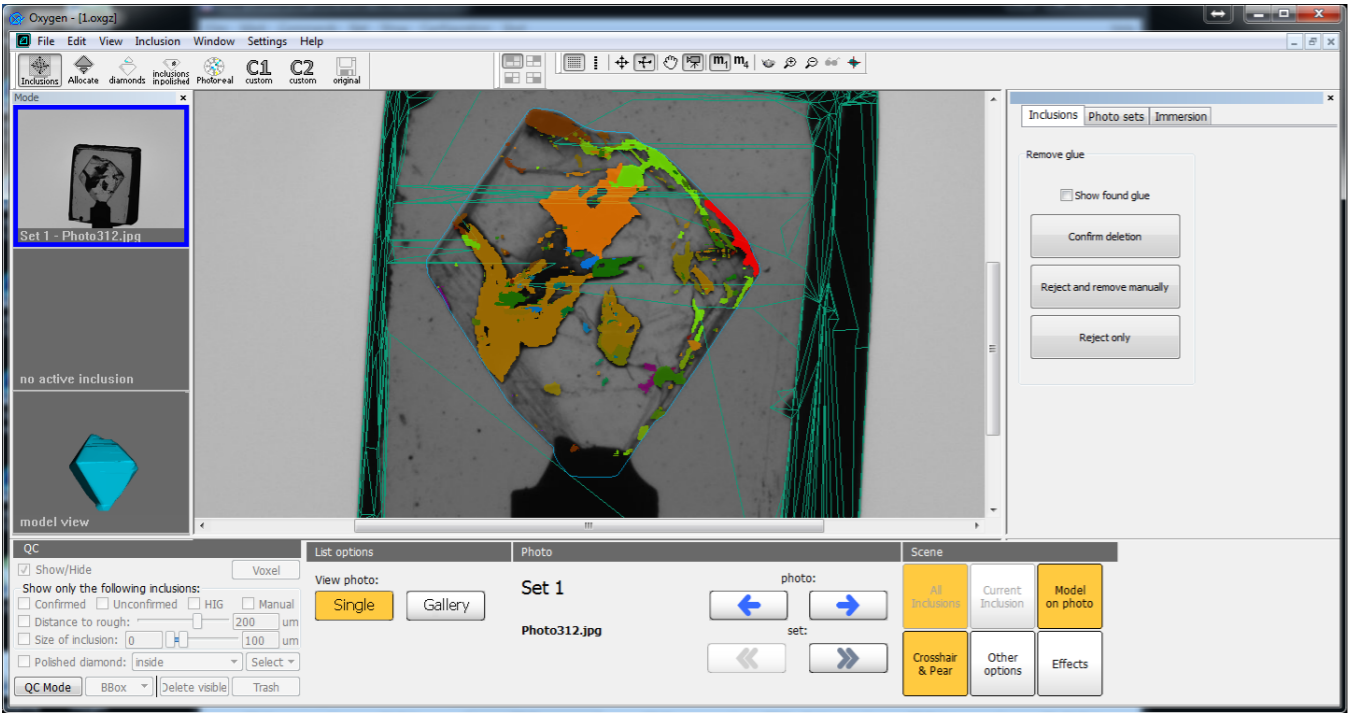 Oxygen - [1.oxgz]
File Edit View Inclusion Window Settings Help
Inclusions Allocate diamonds inclusions inpolished Photoreal C1 custom C2 custom original
m1 m4
Mode
Set 1 - Photo312.jpg
no active inclusion
model view
Inclusions Photo sets Immersion
Remove glue
Show found glue
Confirm deletion
Reject and remove manually
Reject only
QC
Show/Hide Voxel
Show only the following inclusions:
Confirmed Unconfirmed HIG Manual
Distance to rough: 200 um
Size of inclusion: 0 100 um
Polished diamond: inside Select
QC Mode BBox Delete visible Trash
List options
View photo:
Single Gallery
Photo
Set 1
Photo312.jpg
photo:
set:
Scene
All Inclusions
Current Inclusion
Model on photo
Crosshair & Pear
Other options
Effects